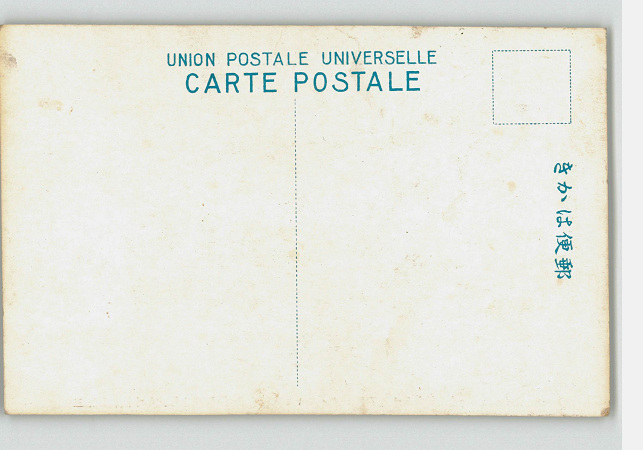 UNION POSTALE UNIVERSELLE
CARTE POSTALE
きかは便郵